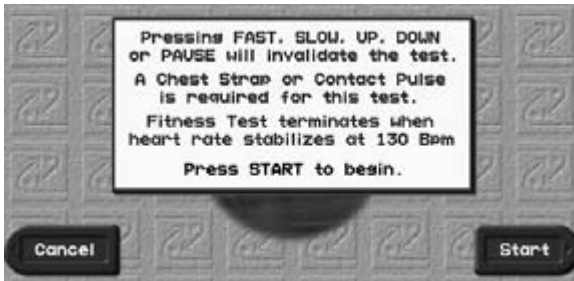 Pressing FAST, SLOW, UP, DOWN
or PAUSE will invalidate the test.
A Chest Strap or Contact Pulse
is required for this test.
Fitness Test terminates when
heart rate stabilizes at 130 Bpm
Press START to begin.
Cancel
Start